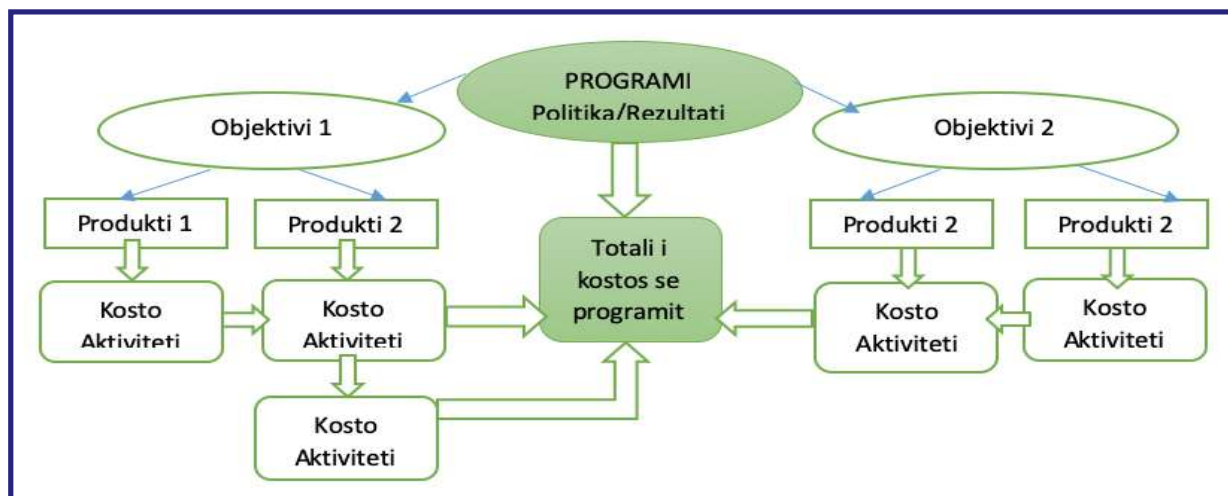 PROGRAMI
Politika/Rezultati
Objektivi 1
Objektivi 2
Produkti 1
Produkti 2
Produkti 2
Produkti 2
Totali i
kostos se
programit
Kosto
Aktiviteti
Kosto
Aktiviteti
Kosto
Aktiviteti
Kosto
Aktiviteti
Kosto
Aktiviteti